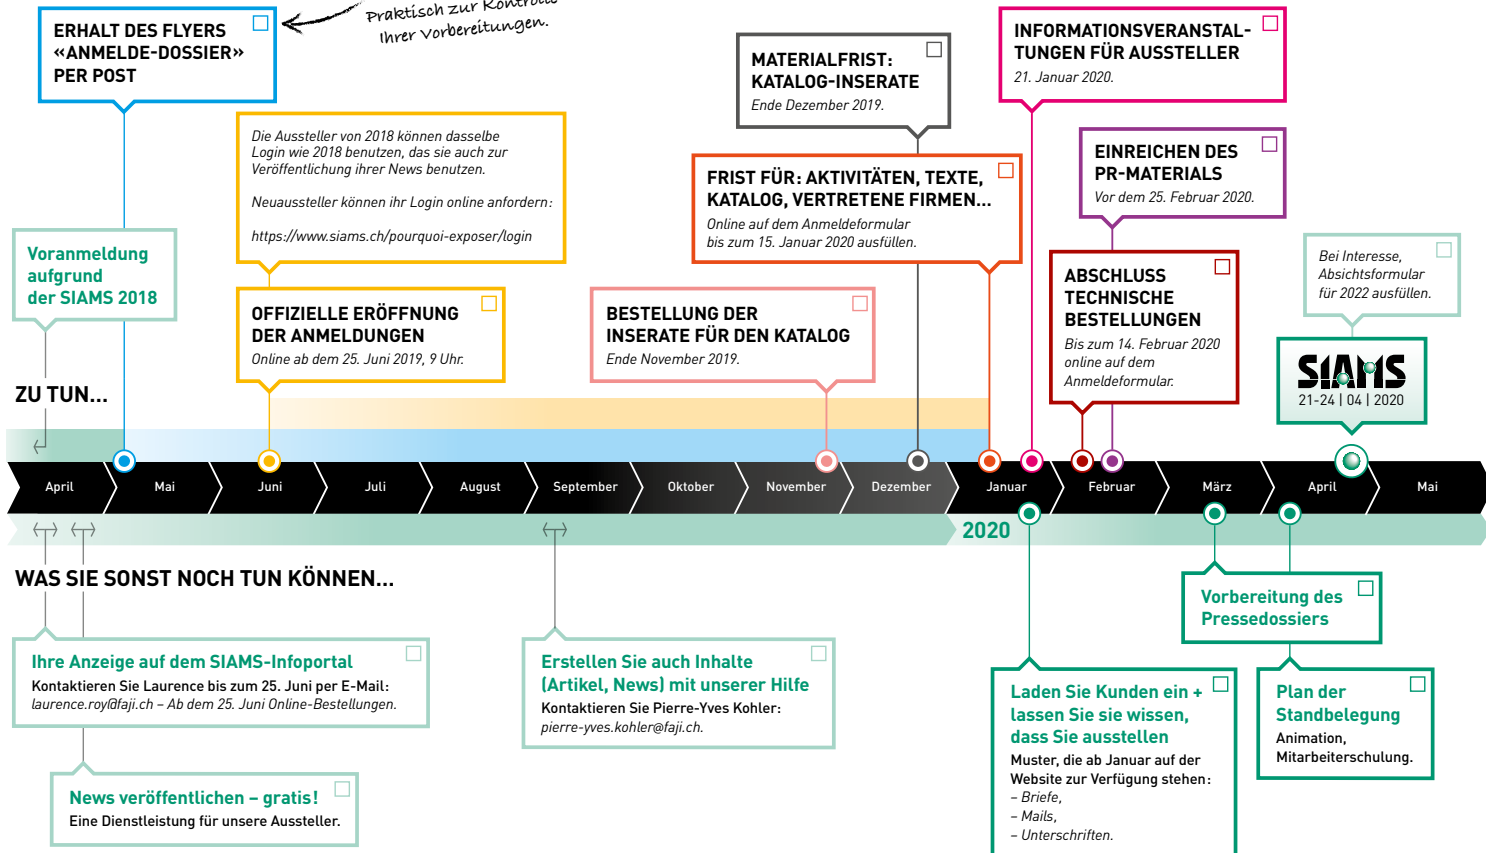 Praktisch zur Kontrolle
Ihrer Vorbereitungen.
ERHALT DES FLYERS
«ANMELDE-DOSSIER»
PER POST
Die Aussteller von 2018 können dasselbe
Login wie 2018 benutzen, das sie auch zur
Veröffentlichung ihrer News benutzen.
Neuaussteller können ihr Login online anfordern:
https://www.siams.ch/pourquoi-exposer/login
Voranmeldung
aufgrund
der SIAMS 2018
OFFIZIELLE ERÖFFNUNG
DER ANMELDUNGEN
Online ab dem 25. Juni 2019, 9 Uhr.
MATERIALFRIST:
KATALOG-INSERATE
Ende Dezember 2019.
FRIST FÜR: AKTIVITÄTEN, TEXTE,
KATALOG, VERTRETENE FIRMEN...
Online auf dem Anmeldeformular
bis zum 15. Januar 2020 ausfüllen.
BESTELLUNG DER
INSERATE FÜR DEN KATALOG
Ende November 2019.
INFORMATIONSVERANSTAL-
TUNGEN FÜR AUSSTELLER
21. Januar 2020.
EINREICHEN DES
PR-MATERIALS
Vor dem 25. Februar 2020.
ABSCHLUSS
TECHNISCHE
BESTELLUNGEN
Bis zum 14. Februar 2020
online auf dem
Anmeldeformular.
Bei Interesse,
Absichtsformular
für 2022 ausfüllen.
SIAMS
21-24 | 04 | 2020
ZU TUN...
April
Mai
Juni
Juli
August
September
Oktober
November
Dezember
Januar
Februar
März
April
Mai
2020
WAS SIE SONST NOCH TUN KÖNNEN...
Ihre Anzeige auf dem SIAMS-Infoportal
Kontaktieren Sie Laurence bis zum 25. Juni per E-Mail:
laurence.roy@faji.ch – Ab dem 25. Juni Online-Bestellungen.
News veröffentlichen – gratis!
Eine Dienstleistung für unsere Aussteller.
Erstellen Sie auch Inhalte
(Artikel, News) mit unserer Hilfe
Kontaktieren Sie Pierre-Yves Kohler:
pierre-yves.kohler@faji.ch.
Vorbereitung des
Pressedossiers
Laden Sie Kunden ein +
lassen Sie sie wissen,
dass Sie ausstellen
Muster, die ab Januar auf der
Website zur Verfügung stehen:
– Briefe,
– Mails,
– Unterschriften.
Plan der
Standbelegung
Animation,
Mitarbeiterschulung.